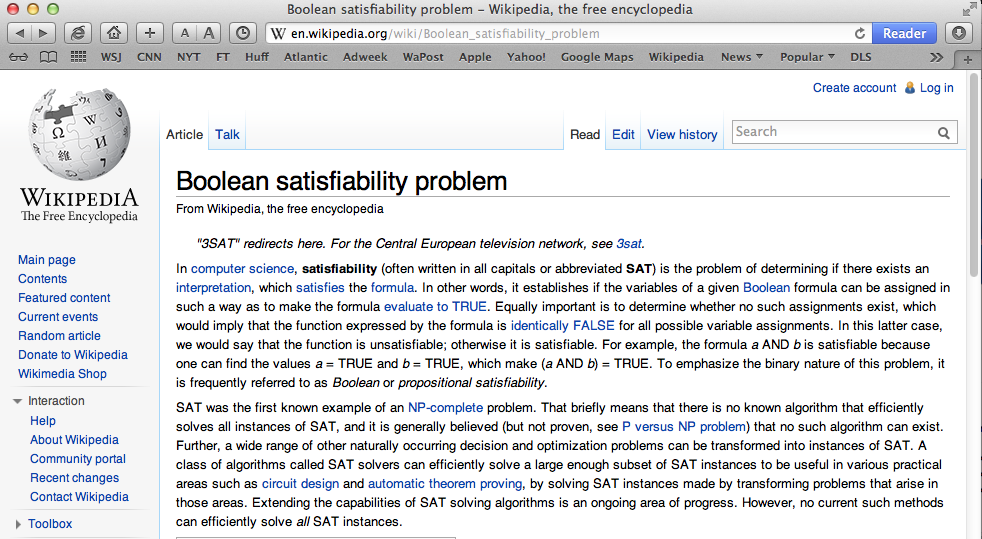 Boolean satisfiability problem – Wikipedia, the free encyclopedia
A A W en.wikipedia.org/wiki/Boolean_satisfiability_problem Reader
WSJ CNN NYT FT Huff Atlantic Adweek WaPost Apple Yahoo! Google Maps Wikipedia News Popular DLS
Create account Log in
Article Talk Read Edit View history Search
WIKIPEDIA
The Free Encyclopedia
Main page
Contents
Featured content
Current events
Random article
Donate to Wikipedia
Wikimedia Shop
Interaction
Help
About Wikipedia
Community portal
Recent changes
Contact Wikipedia
Toolbox
Boolean satisfiability problem
From Wikipedia, the free encyclopedia
"3SAT" redirects here. For the Central European television network, see 3sat.
In computer science, satisfiability (often written in all capitals or abbreviated SAT) is the problem of determining if there exists an
interpretation, which satisfies the formula. In other words, it establishes if the variables of a given Boolean formula can be assigned in
such a way as to make the formula evaluate to TRUE. Equally important is to determine whether no such assignments exist, which
would imply that the function expressed by the formula is identically FALSE for all possible variable assignments. In this latter case,
we would say that the function is unsatisfiable; otherwise it is satisfiable. For example, the formula a AND b is satisfiable because
one can find the values a = TRUE and b = TRUE, which make (a AND b) = TRUE. To emphasize the binary nature of this problem, it
is frequently referred to as Boolean or propositional satisfiability.
SAT was the first known example of an NP-complete problem. That briefly means that there is no known algorithm that efficiently
solves all instances of SAT, and it is generally believed (but not proven, see P versus NP problem) that no such algorithm can exist.
Further, a wide range of other naturally occurring decision and optimization problems can be transformed into instances of SAT. A
class of algorithms called SAT solvers can efficiently solve a large enough subset of SAT instances to be useful in various practical
areas such as circuit design and automatic theorem proving, by solving SAT instances made by transforming problems that arise in
those areas. Extending the capabilities of SAT solving algorithms is an ongoing area of progress. However, no current such methods
can efficiently solve all SAT instances.